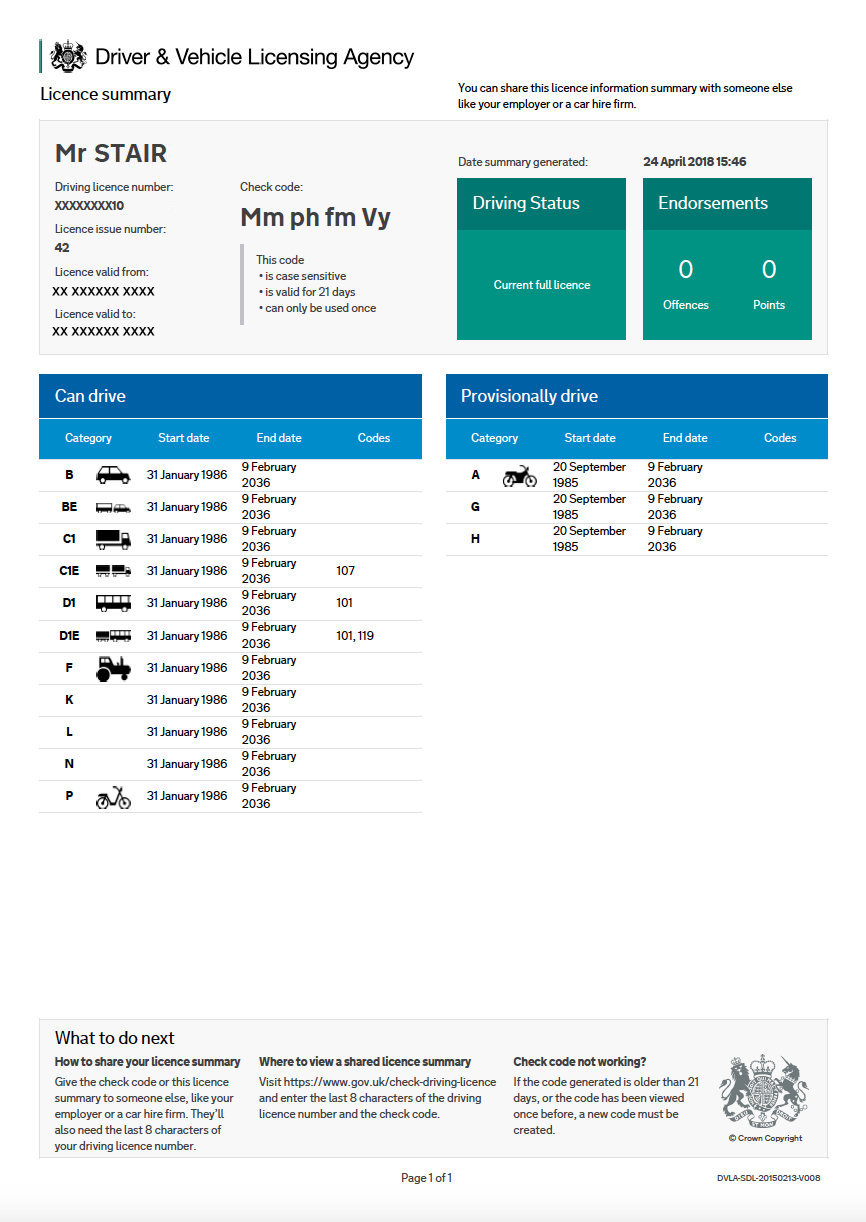 Driver & Vehicle Licensing Agency
Licence summary
You can share this licence information summary with someone else
like your employer or a car hire firm.
Mr STAIR
Driving licence number:
XXXXXXXX10
Licence issue number:
42
Licence valid from:
XX XXXXXX XXXX
Licence valid to:
XX XXXXXX XXXX
Check code:
Mm ph fm Vy
This code
• is case sensitive
• is valid for 21 days
• can only be used once
Date summary generated:
24 April 2018 15:46
Driving Status
Current full licence
Endorsements
0 0
Offences Points
Can drive
Category Start date End date Codes
B 31 January 1986 9 February
2036
BE 31 January 1986 9 February
2036
C1 31 January 1986 9 February
2036
C1E 31 January 1986 9 February
2036 107
D1 31 January 1986 9 February
2036 101
D1E 31 January 1986 9 February
2036 101, 119
F 31 January 1986 9 February
2036
K 31 January 1986 9 February
2036
L 31 January 1986 9 February
2036
N 31 January 1986 9 February
2036
P 31 January 1986 9 February
2036
Provisionally drive
Category Start date End date Codes
A 20 September 9 February
1985 2036
G 20 September 9 February
1985 2036
H 20 September 9 February
1985 2036
What to do next
How to share your licence summary
Give the check code or this licence
summary to someone else, like your
employer or a car hire firm. They'll
also need the last 8 characters of
your driving licence number.
Where to view a shared licence summary
Visit https://www.gov.uk/check-driving-licence
and enter the last 8 characters of the driving
licence number and the check code.
Check code not working?
If the code generated is older than 21
days, or the code has been viewed
once before, a new code must be
created.
© Crown Copyright
Page 1 of 1
DVLA-SDL-20150213-V008